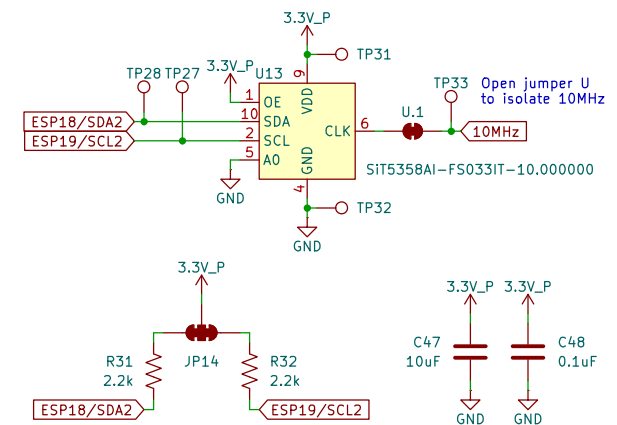 3.3V_P
TP31
TP28 TP27 3.3V_P U13
9
VDD
TP33
Open jumper U
to isolate 10MHz
1 OE
U.1
ESP18/SDA2 10 SDA
6
CLK
10MHz
ESP19/SCL2 2 SCL
5 A0
GND
SiT5358AI-FS033IT-10.000000
4
GND
TP32
GND
3.3V_P
3.3V_P 3.3V_P
R31 JP14 R32
2.2k 2.2k
C47 C48
10uF 0.1uF
ESP18/SDA2 ESP19/SCL2
GND GND